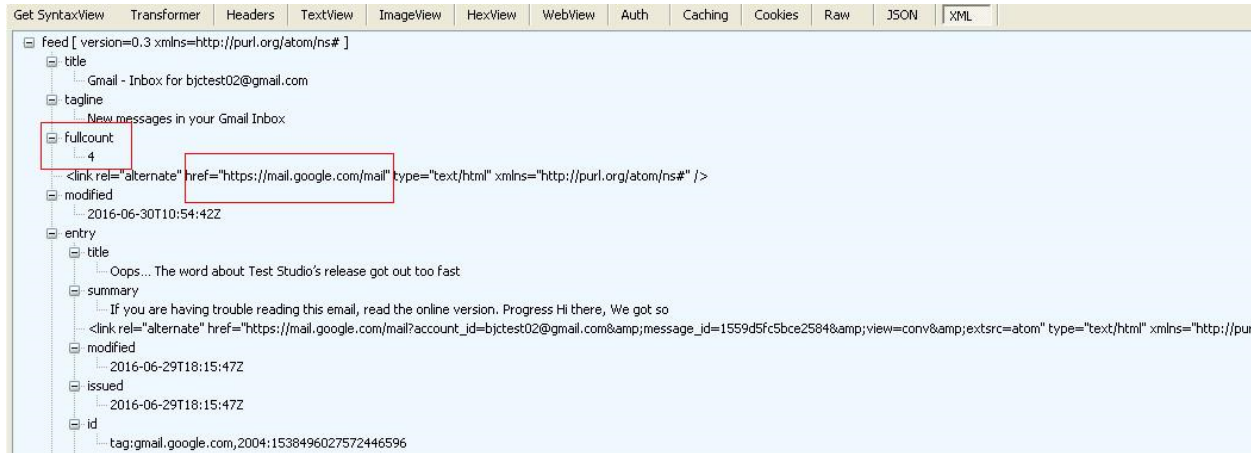 Get SyntaxView Transformer Headers TextView ImageView HexView WebView Auth Caching Cookies Raw JSON XML
feed [ version=0.3 xmlns=http://purl.org/atom/ns# ]
title
Gmail - Inbox for bjctest02@gmail.com
tagline
New messages in your Gmail Inbox
fullcount
4
<link rel="alternate" href="https://mail.google.com/mail" type="text/html" xmlns="http://purl.org/atom/ns#" />
modified
2016-06-30T10:54:42Z
entry
title
Oops... The word about Test Studio's release got out too fast
summary
If you are having trouble reading this email, read the online version. Progress Hi there, We got so
<link rel="alternate" href="https://mail.google.com/mail?account_id=bjctest02@gmail.com&amp;message_id=1559d5fc5bce2584&amp;view=conv&amp;extsrc=atom" type="text/html" xmlns="http://pur
modified
2016-06-29T18:15:47Z
issued
2016-06-29T18:15:47Z
id
tag:gmail.google.com,2004:1538496027572446596